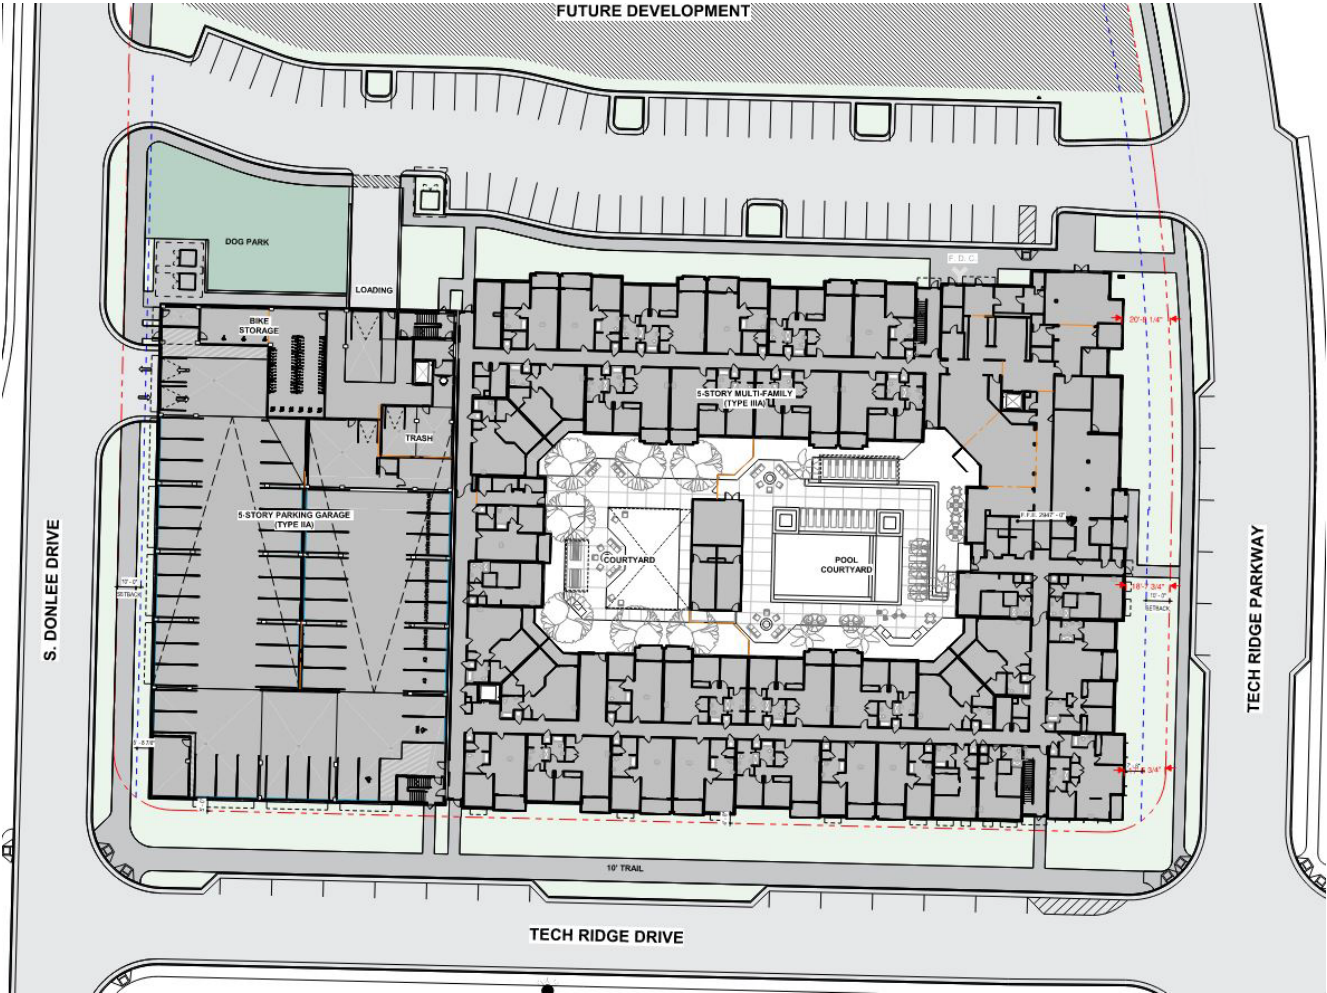 FUTURE DEVELOPMENT
DOG PARK
F. D. C.
LOADING
BIKE
STORAGE
5-STORY MULTI-FAMILY
(TYPE IIIA)
TRASH
5-STORY PARKING GARAGE
(TYPE IIA)
F.F.E. 2947' - 0"
COURTYARD
POOL
COURTYARD
S. DONLEE DRIVE
TECH RIDGE PARKWAY
10' - 0"
SETBACK
10' - 0"
SETBACK
10' TRAIL
TECH RIDGE DRIVE